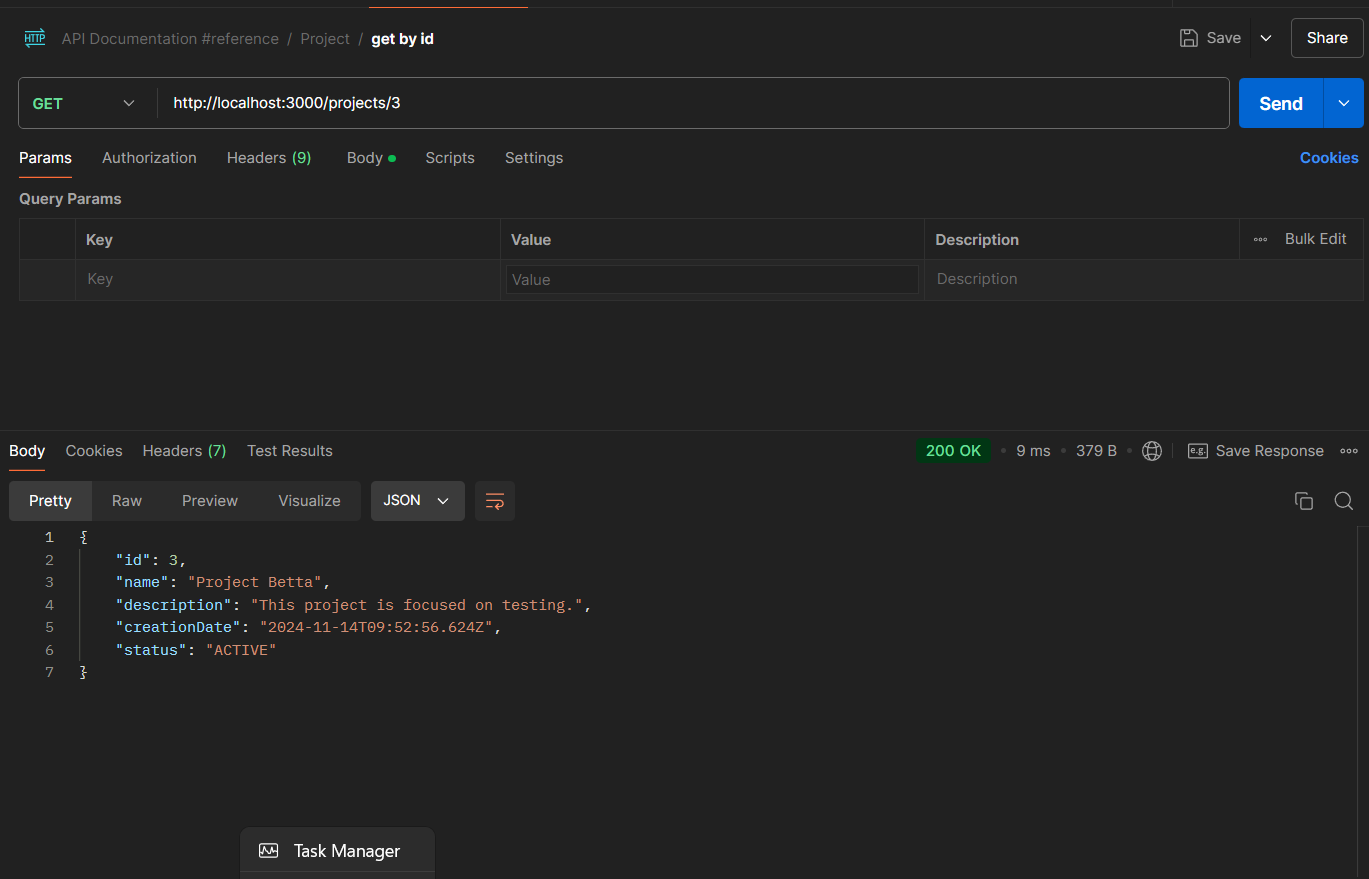 HTTP API Documentation #reference / Project / get by id Save Share
GET http://localhost:3000/projects/3 Send
Params Authorization Headers (9) Body Scripts Settings Cookies
Query Params
Key Value Description Bulk Edit
Key Value Description
Body Cookies Headers (7) Test Results 200 OK 9 ms 379 B e.g. Save Response
Pretty Raw Preview Visualize JSON
1 {
2 "id": 3,
3 "name": "Project Betta",
4 "description": "This project is focused on testing.",
5 "creationDate": "2024-11-14T09:52:56.624Z",
6 "status": "ACTIVE"
7 }
Task Manager